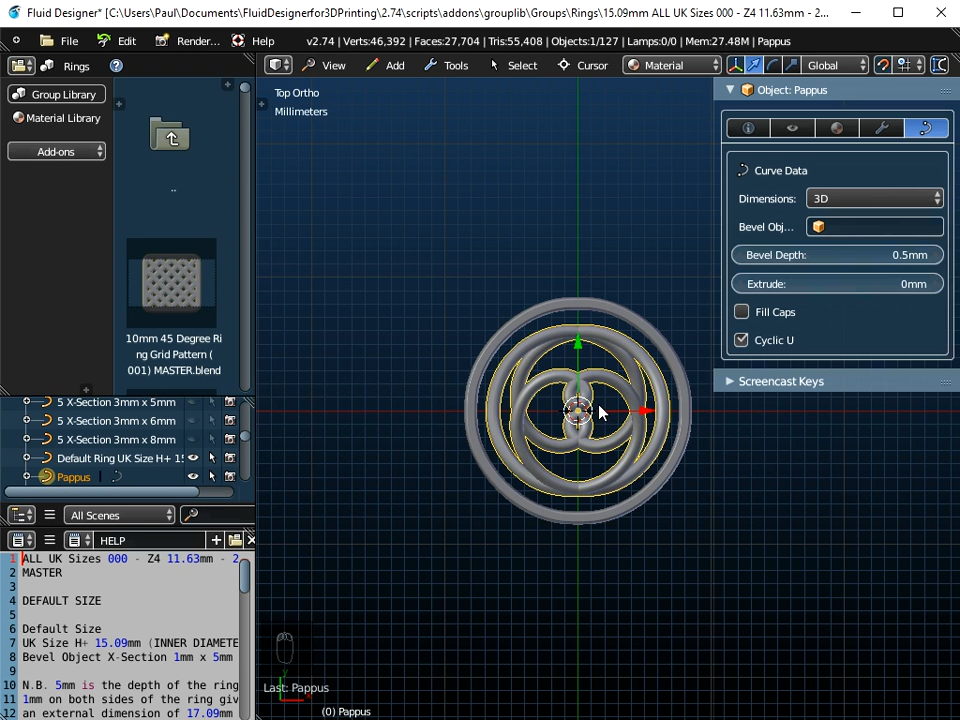 Fluid Designer* [C:\Users\Paul\Documents\FluidDesignerfor3DPrinting\2.74\scripts\addons\grouplib\Groups\Rings\15.09mm ALL UK Sizes 000 - Z4 11.63mm - 2...
File Edit Render... Help v2.74 | Verts:46,392 | Faces:27,704 | Tris:55,408 | Objects:1/127 | Lamps:0/0 | Mem:27.48M | Pappus
Rings
View Add Tools Select Cursor Material Global
Group Library
Material Library
Add-ons
..
10mm 45 Degree Ri
ng Grid Pattern (
001) MASTER.blend
5 X-Section 3mm x 5mm
5 X-Section 3mm x 6mm
5 X-Section 3mm x 8mm
Default Ring UK Size H+ 15
Pappus
All Scenes
HELP
1 ALL UK Sizes 000 - Z4 11.63mm - 2
2 MASTER
3
4 DEFAULT SIZE
5
6 Default Size
7 UK Size H+ 15.09mm (INNER DIAMETE
8 Bevel Object X-Section 1mm x 5mm
9
10 N.B. 5mm is the depth of the ring
11 1mm on both sides of the ring giv
12 an external dimension of 17.09mm
Top Ortho
Millimeters
y
Last: Pappus
(0) Pappus
Object: Pappus
Curve Data
Dimensions: 3D
Bevel Obj...
Bevel Depth: 0.5mm
Extrude: 0mm
Fill Caps
Cyclic U
Screencast Keys